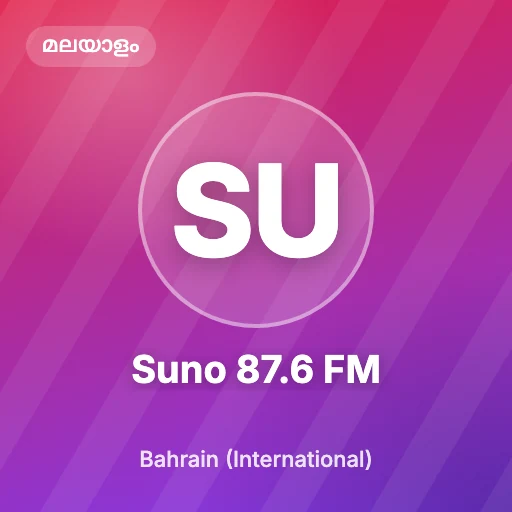 മലയാളം
SU
Suno 87.6 FM
Bahrain (International)